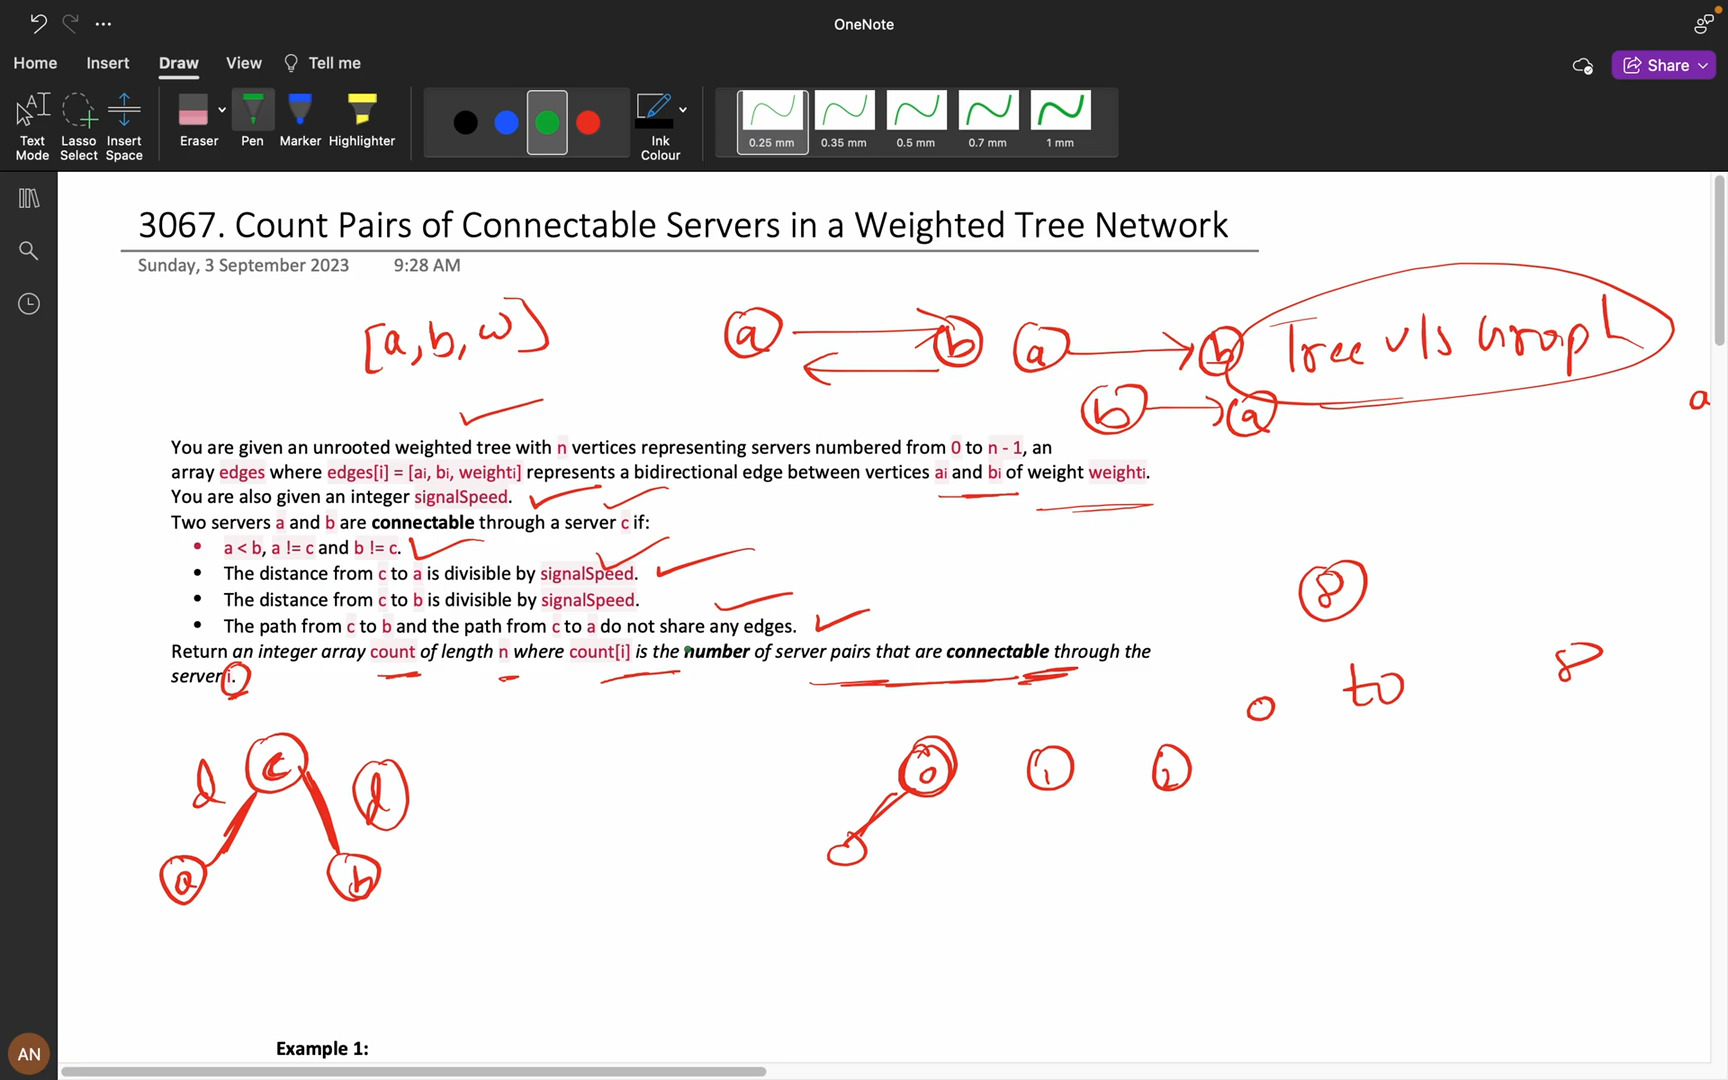 OneNote
Home Insert Draw View Tell me Share
Text Mode
Lasso Select
Insert Space
Eraser
Pen
Marker
Highlighter
Ink Colour
0.25 mm
0.35 mm
0.5 mm
0.7 mm
1 mm
3067. Count Pairs of Connectable Servers in a Weighted Tree Network
Sunday, 3 September 2023 9:28 AM
[a, b, w]
a b a b Tree v/s Graph
b a
a
You are given an unrooted weighted tree with n vertices representing servers numbered from 0 to n - 1, an
array edges where edges[i] = [ai, bi, weighti] represents a bidirectional edge between vertices ai and bi of weight weighti.
You are also given an integer signalSpeed.
Two servers a and b are connectable through a server c if:
• a < b, a != c and b != c.
• The distance from c to a is divisible by signalSpeed.
• The distance from c to b is divisible by signalSpeed.
• The path from c to b and the path from c to a do not share any edges.
Return an integer array count of length n where count[i] is the number of server pairs that are connectable through the
server i.
8
0 to 8
d c d
a b
0 1 2
Example 1:
AN